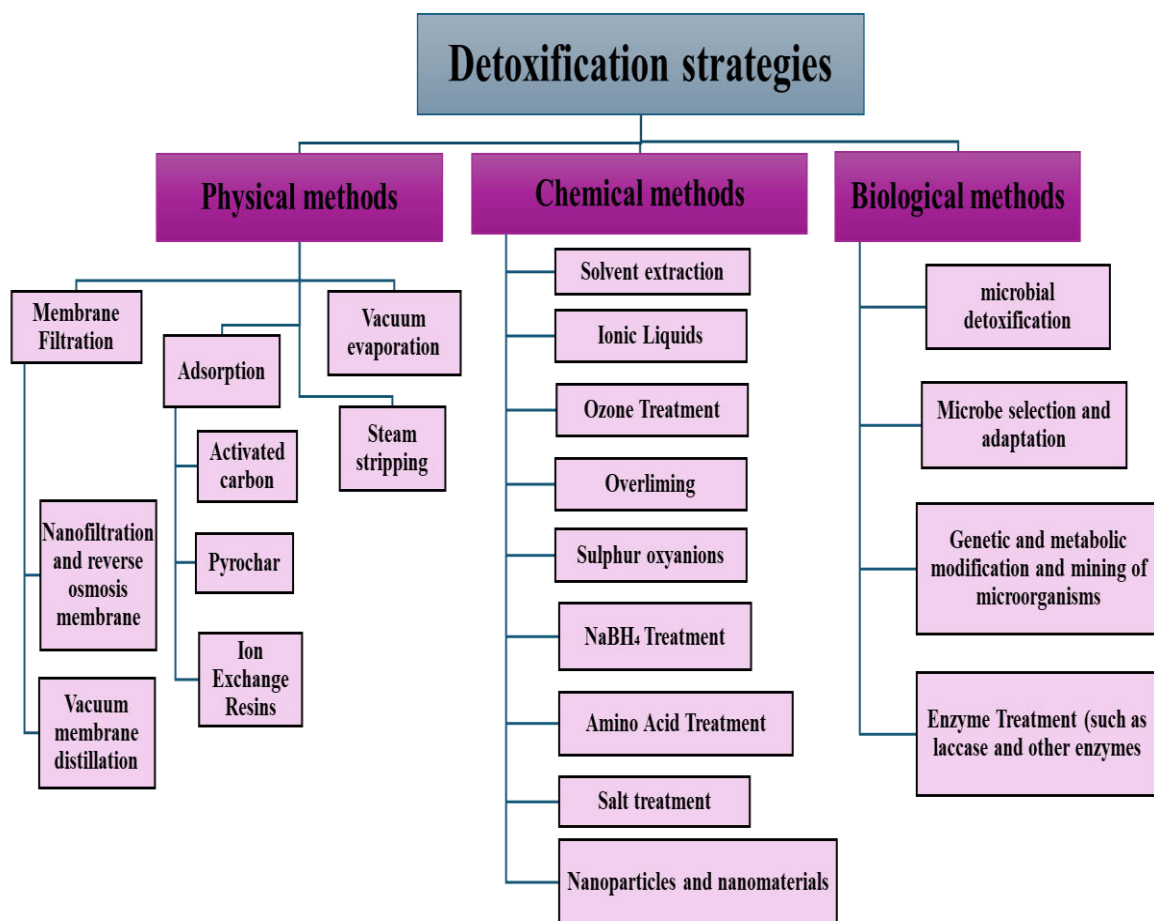 Detoxification strategies
Physical methods
Chemical methods
Biological methods
Membrane
Filtration
Nanofiltration
and reverse
osmosis
membrane
Vacuum
membrane
distillation
Adsorption
Activated
carbon
Pyrochar
Ion
Exchange
Resins
Vacuum
evaporation
Steam
stripping
Solvent extraction
Ionic Liquids
Ozone Treatment
Overliming
Sulphur oxyanions
NaBH₄ Treatment
Amino Acid Treatment
Salt treatment
Nanoparticles and nanomaterials
microbial
detoxification
Microbe selection and
adaptation
Genetic and metabolic
modification and mining of
microorganisms
Enzyme Treatment (such as
laccase and other enzymes